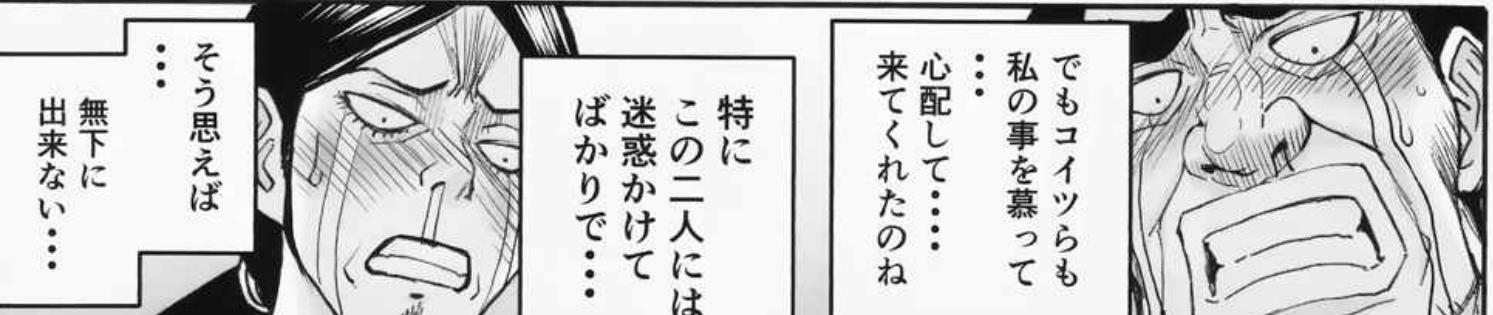 でもコイツらも
私の事を慕って
・・・
心配して・・・・
来てくれたのね
特に
この二人には
迷惑かけて
ばかりで・・・
そう思えば
・・・
無下に
出来ない・・・